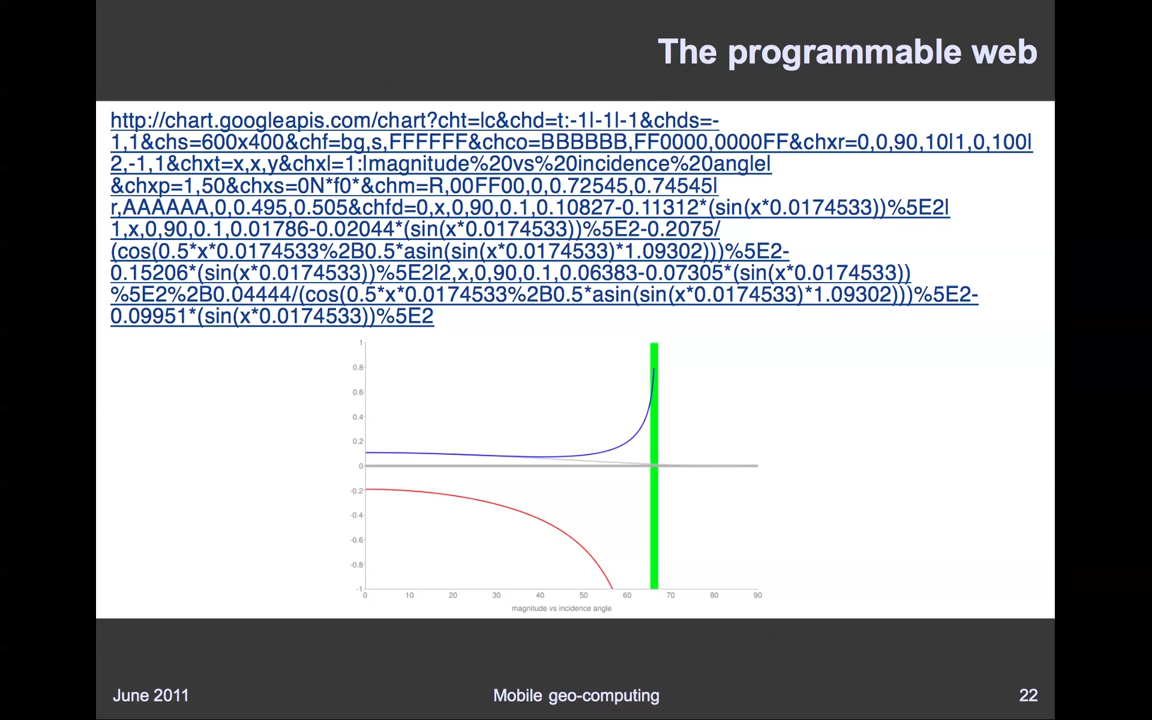 The programmable web
http://chart.googleapis.com/chart?cht=lc&chd=t:-1|-1|-1&chds=-
1,1&chs=600x400&chf=bg,s,FFFFFF&chco=BBBBBB,FF0000,0000FF&chxr=0,0,90,10|1,0,100|
2,-1,1&chxt=x,x,y&chxl=1:|magnitude%20vs%20incidence%20angle|
&chxp=1,50&chxs=0N*f0*&chm=R,00FF00,0,0.72545,0.74545|
r,AAAAAA,0,0.495,0.505&chfd=0,x,0,90,0.1,0.10827-0.11312*(sin(x*0.0174533))%5E2|
1,x,0,90,0.1,0.01786-0.02044*(sin(x*0.0174533))%5E2-0.2075/
(cos(0.5*x*0.0174533%2B0.5*asin(sin(x*0.0174533)*1.09302)))%5E2-
0.15206*(sin(x*0.0174533))%5E2|2,x,0,90,0.1,0.06383-0.07305*(sin(x*0.0174533))
%5E2%2B0.04444/(cos(0.5*x*0.0174533%2B0.5*asin(sin(x*0.0174533)*1.09302)))%5E2-
0.09951*(sin(x*0.0174533))%5E2
1
0.8
0.6
0.4
0.2
0
-0.2
-0.4
-0.6
-0.8
-1
0 10 20 30 40 50 60 70 80 90
magnitude vs incidence angle
June 2011 Mobile geo-computing 22